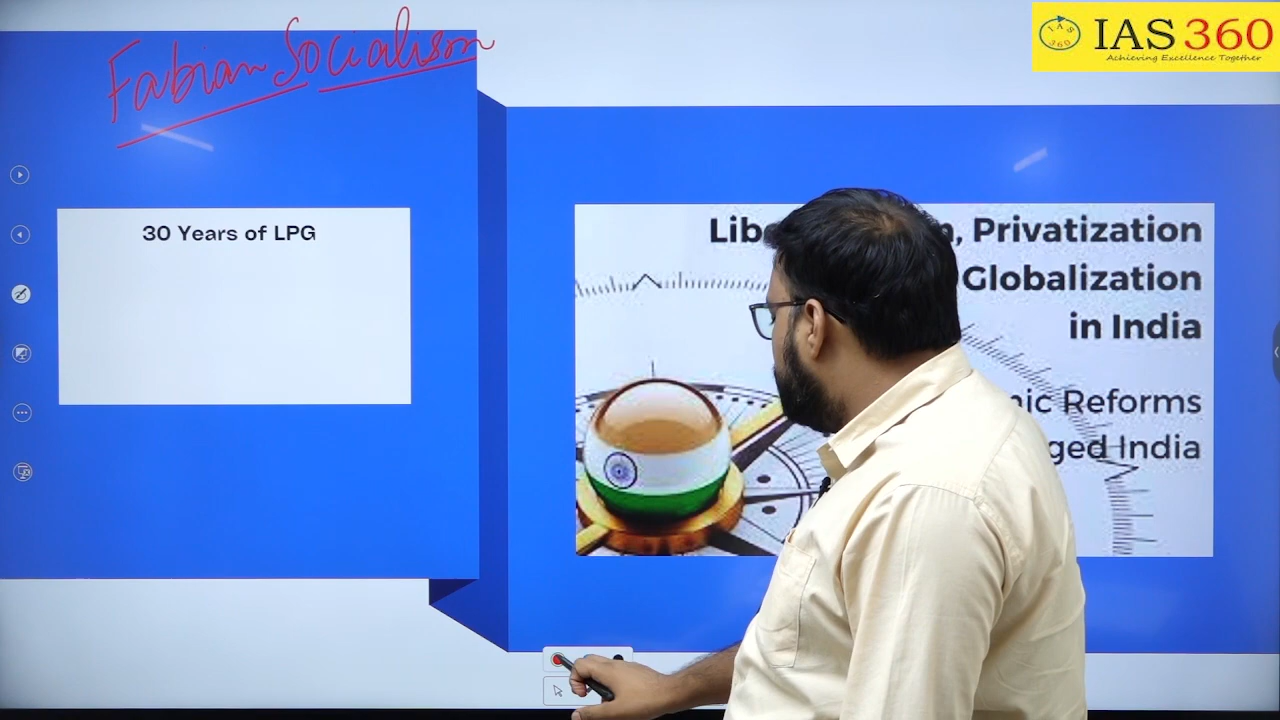 Fabian Socialism
IAS 360
Achieving Excellence Together
30 Years of LPG
Privatization
Globalization
in India
Reforms
India